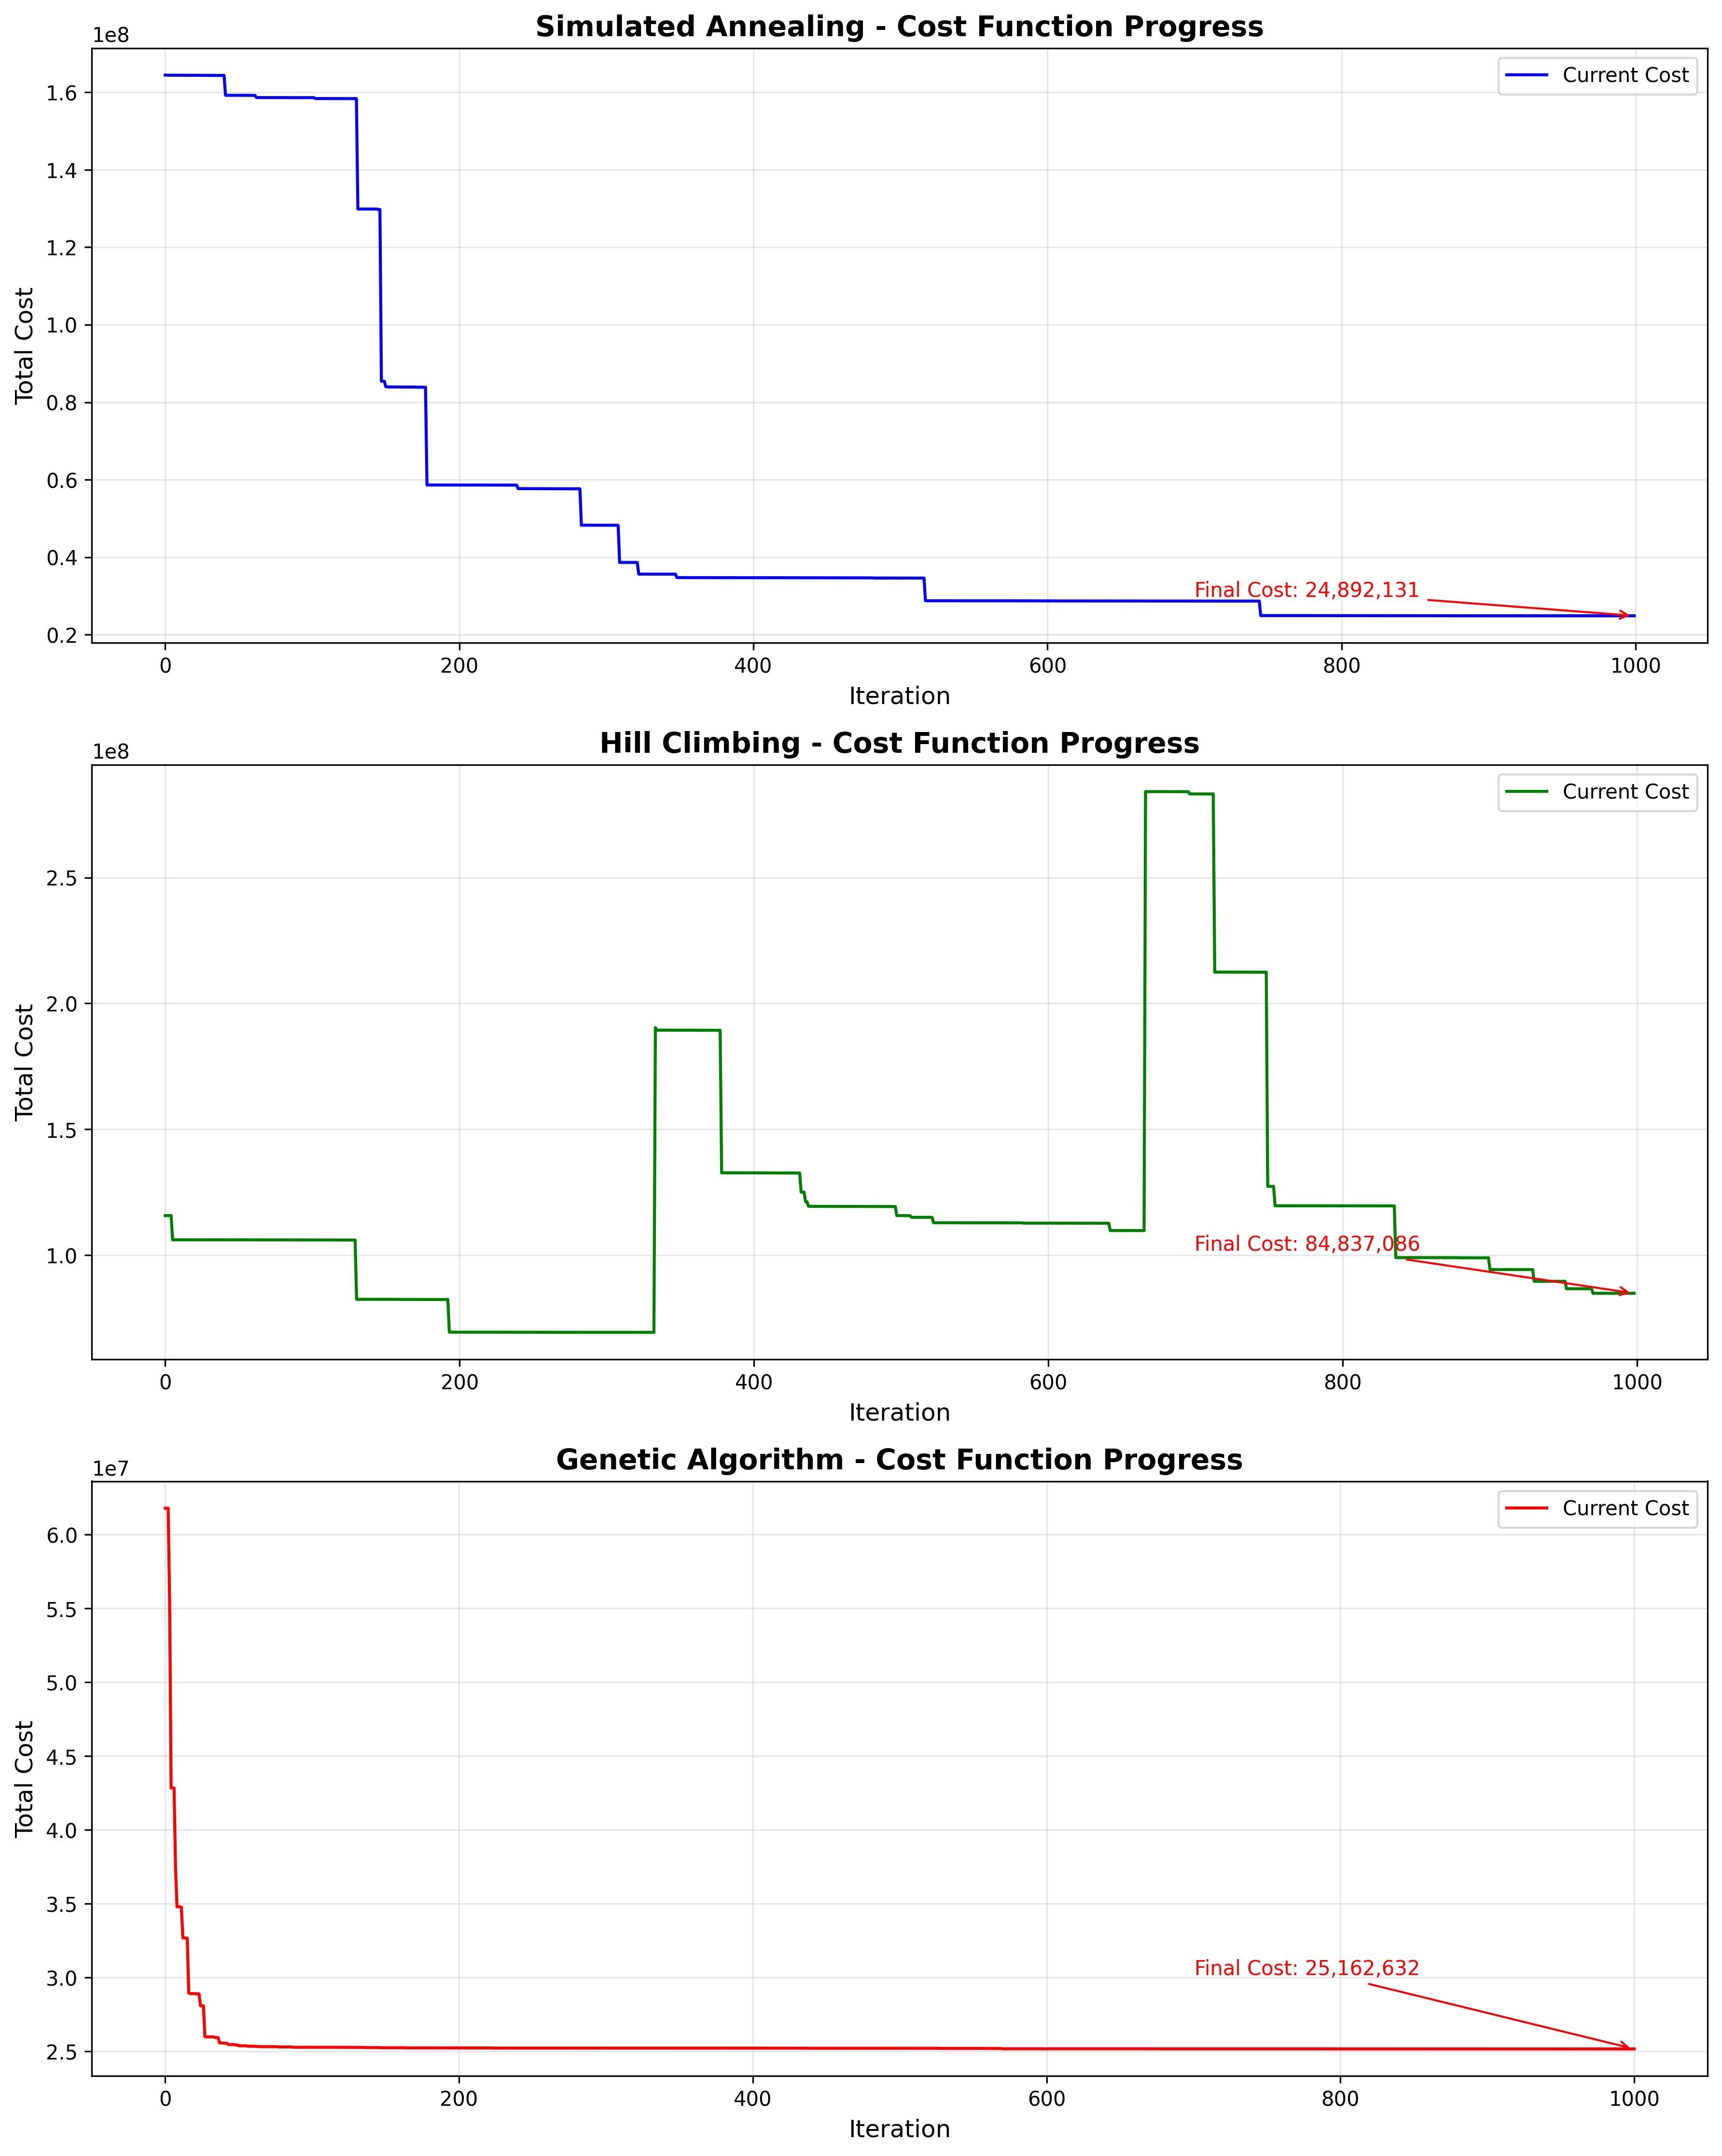 Simulated Annealing - Cost Function Progress
1e8
Current Cost
1.6
1.4
1.2
1.0
0.8
0.6
0.4
0.2
Total Cost
Final Cost: 24,892,131
0 200 400 600 800 1000
Iteration
Hill Climbing - Cost Function Progress
1e8
Current Cost
2.5
2.0
1.5
1.0
Total Cost
Final Cost: 84,837,086
0 200 400 600 800 1000
Iteration
Genetic Algorithm - Cost Function Progress
1e7
Current Cost
6.0
5.5
5.0
4.5
4.0
3.5
3.0
2.5
Total Cost
Final Cost: 25,162,632
0 200 400 600 800 1000
Iteration